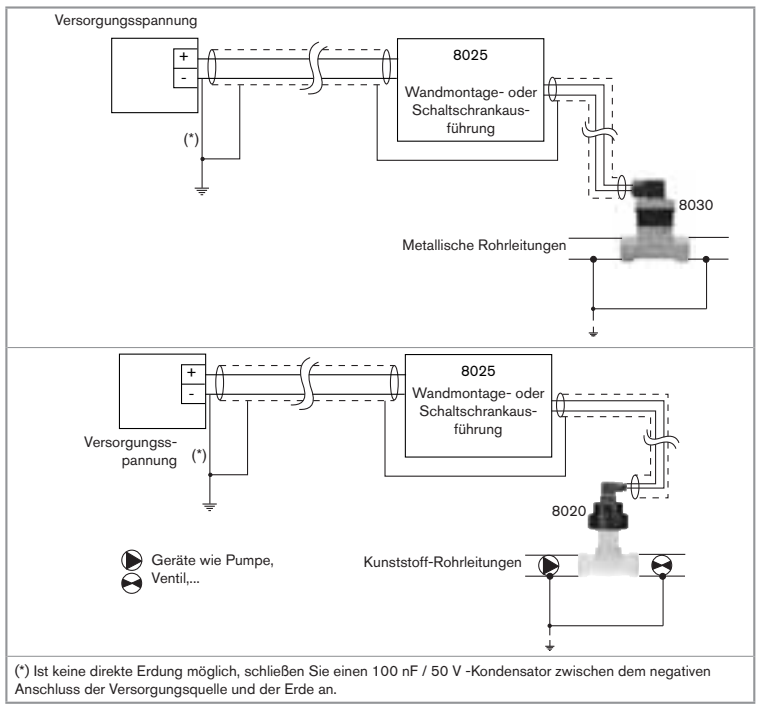 Versorgungsspannung
+
-
8025
Wandmontage- oder
Schaltschrankaus-
führung
(*)
8030
Metallische Rohrleitungen
+
-
8025
Wandmontage- oder
Schaltschrankaus-
führung
Versorgungss-
pannung
(*)
8020
Geräte wie Pumpe,
Ventil,...
Kunststoff-Rohrleitungen
(*) Ist keine direkte Erdung möglich, schließen Sie einen 100 nF / 50 V -Kondensator zwischen dem negativen
Anschluss der Versorgungsquelle und der Erde an.